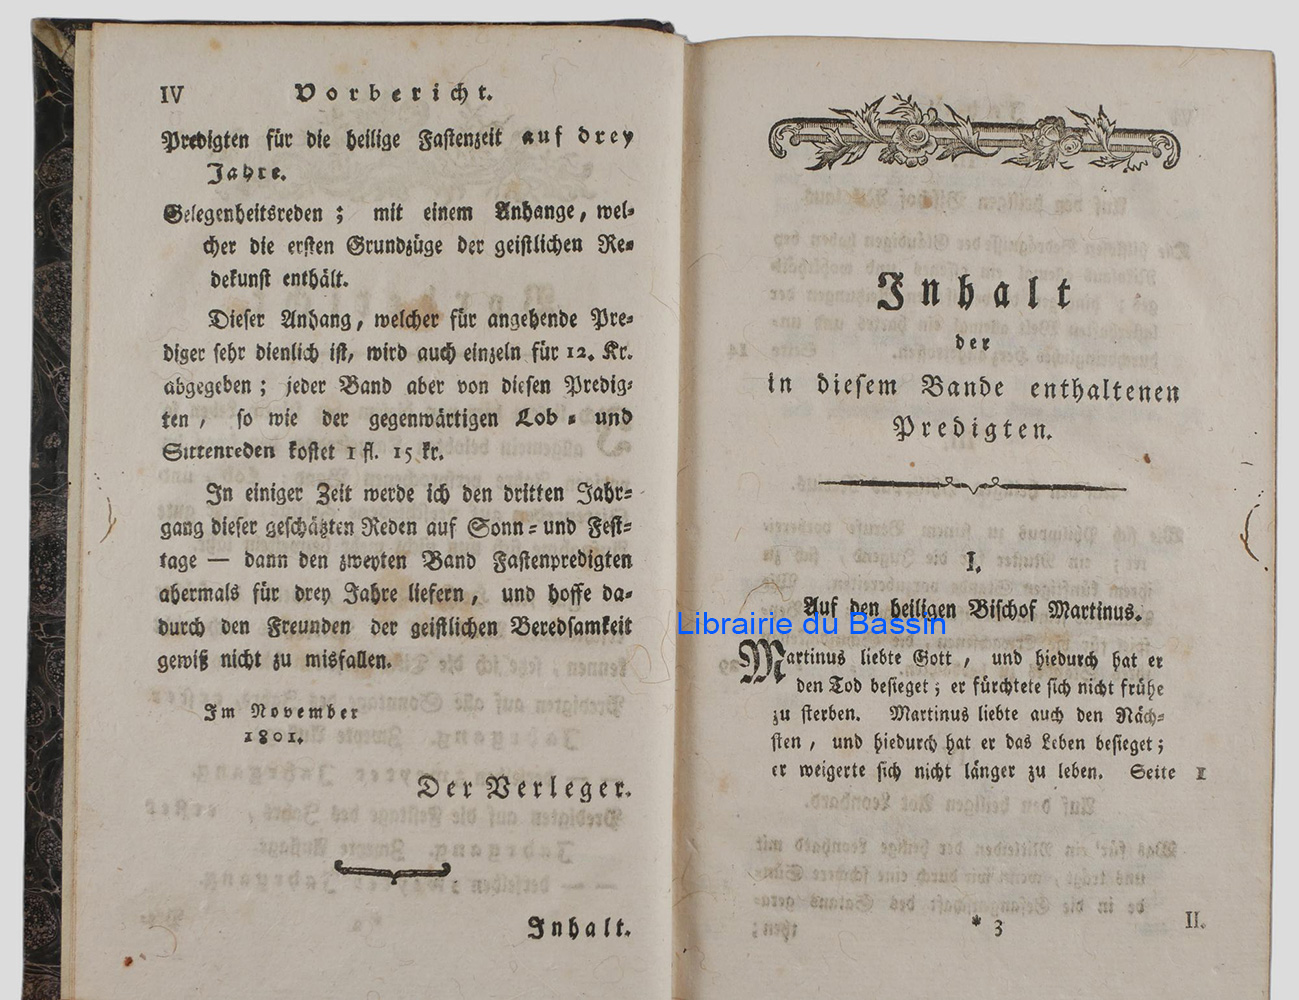 IV Vorbericht.
Predigten für die heilige Fastenzeit auf drey
Jahre.
Gelegenheitsreden ; mit einem Anhange, wel-
cher die ersten Grundzüge der geistlichen Re-
dekunst enthält.
Dieser Anhang, welcher für angehende Pre-
diger sehr dienlich ist, wird auch einzeln für 12. Kr.
abgegeben ; jeder Band aber von diesen Predig-
ten , so wie der gegenwärtigen Lob - und
Sittenreden kostet 1 fl. 15 kr.
In einiger Zeit werde ich den dritten Jahr-
gang dieser geschäzten Reden auf Sonn - und Fest-
tage — dann den zweyten Band Fastenpredigten
abermals für drey Jahre liefern, und hoffe da-
durch den Freunden der geistlichen Beredsamkeit
gewiß nicht zu misfallen.
Im November
1801.
Der Verleger.
Inhalt.
Inhalt
der
in diesem Bande enthaltenen
Predigten.
I.
Auf den heiligen Bischof Martinus.
Librairie du Bassin
Martinus liebte Gott , und hiedurch hat er
den Tod besieget ; er fürchtete sich nicht frühe
zu sterben. Martinus liebte auch den Näch-
sten , und hiedurch hat er das Leben besieget ;
er weigerte sich nicht länger zu leben. Seite 1
* 3 II.